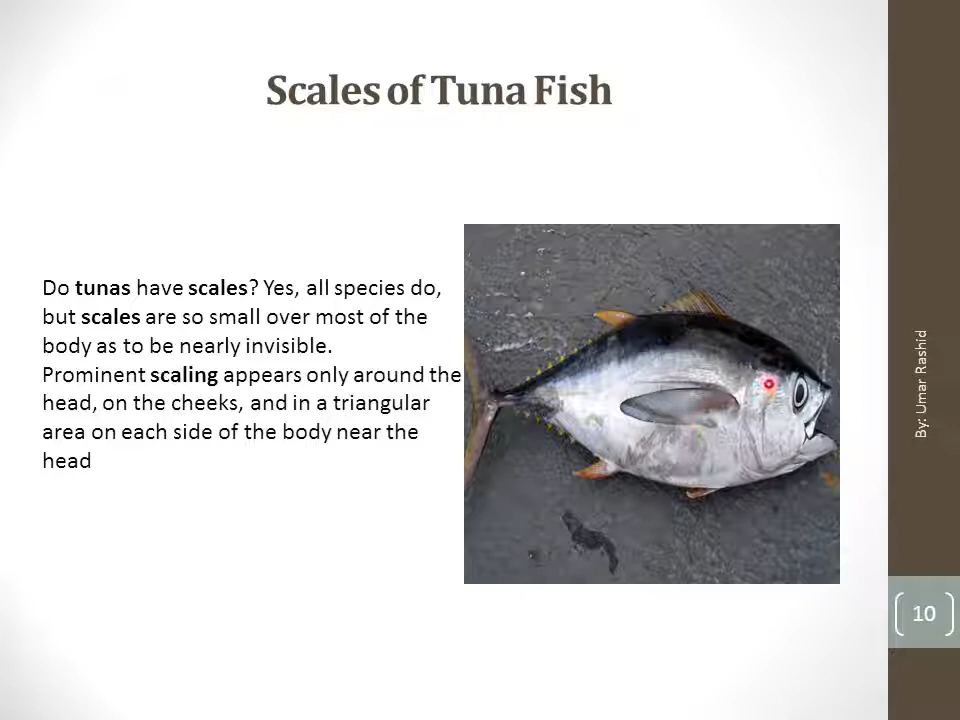 Scales of Tuna Fish
Do tunas have scales? Yes, all species do,
but scales are so small over most of the
body as to be nearly invisible.
Prominent scaling appears only around the
head, on the cheeks, and in a triangular
area on each side of the body near the
head
By: Umar Rashid
10